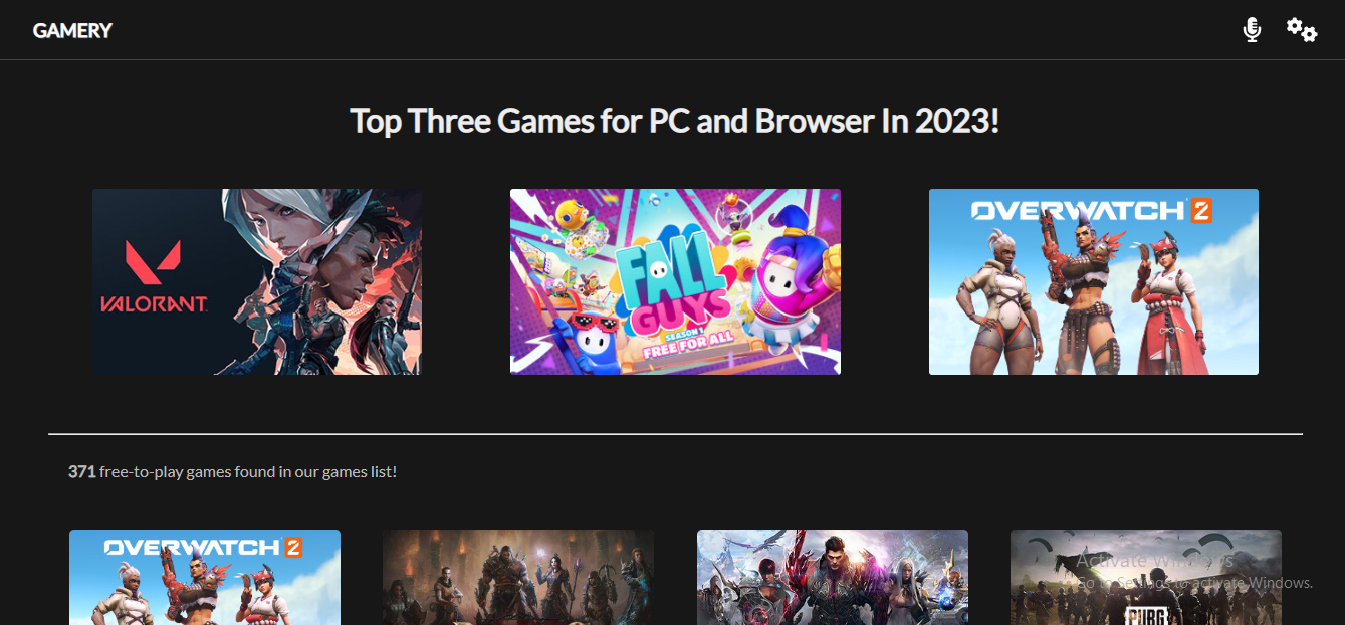 GAMERY
Top Three Games for PC and Browser In 2023!
VALORANT
FALL
GUYS
SEASON 1
FREE FOR ALL
OVERWATCH 2
371 free-to-play games found in our games list!
OVERWATCH 2
PUBG
Activate Windows
Go to Settings to activate Windows.